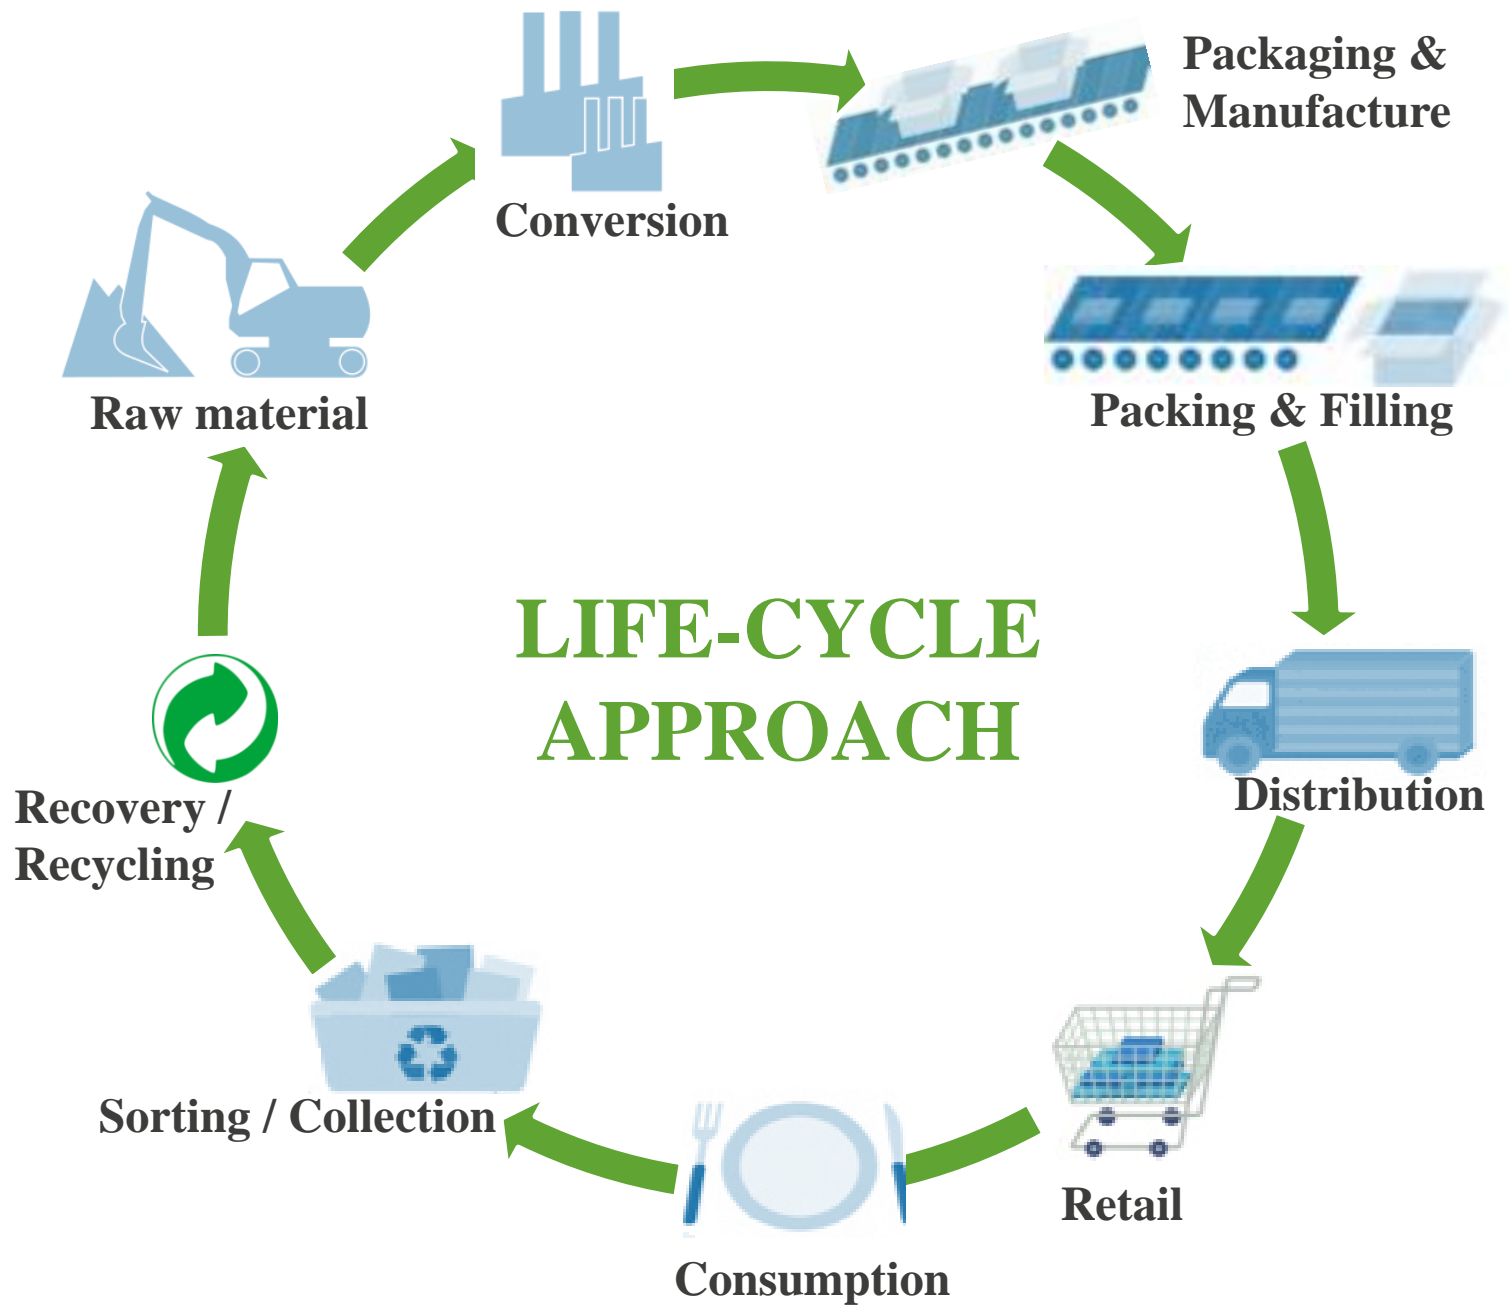 Packaging &
Manufacture
Conversion
Raw material
Packing & Filling
LIFE-CYCLE
APPROACH
Distribution
Recovery /
Recycling
Sorting / Collection
Retail
Consumption